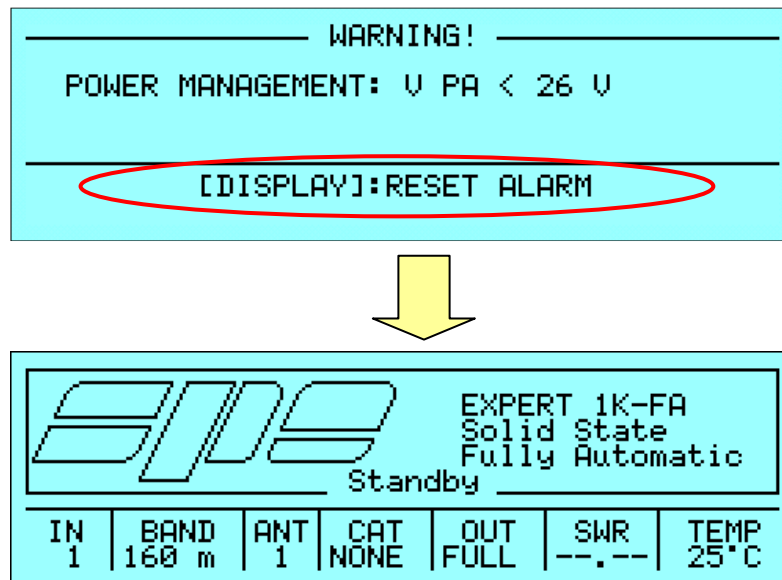 WARNING!
POWER MANAGEMENT: V PA < 26 V
[DISPLAY]:RESET ALARM
spe
EXPERT 1K-FA
Solid State
Fully Automatic
Standby
IN BAND ANT CAT OUT SWR TEMP
1 160 m 1 NONE FULL --.-- 25°C